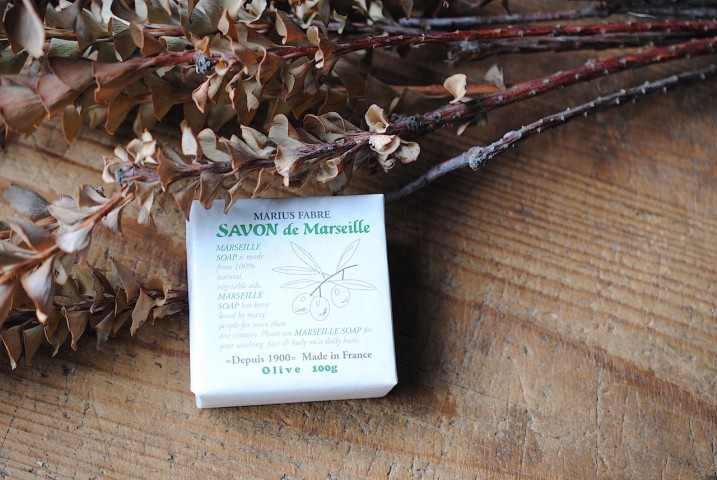 MARIUS FABRE
SAVON de Marseille
MARSEILLE
SOAP is made
from 100%
natural
vegetable oils.
MARSEILLE
SOAP has been
loved by many
people for more than
one century. Please use MARSEILLE SOAP for
your washing face & body on a daily basis.
=Depuis 1900= Made in France
Olive 100g